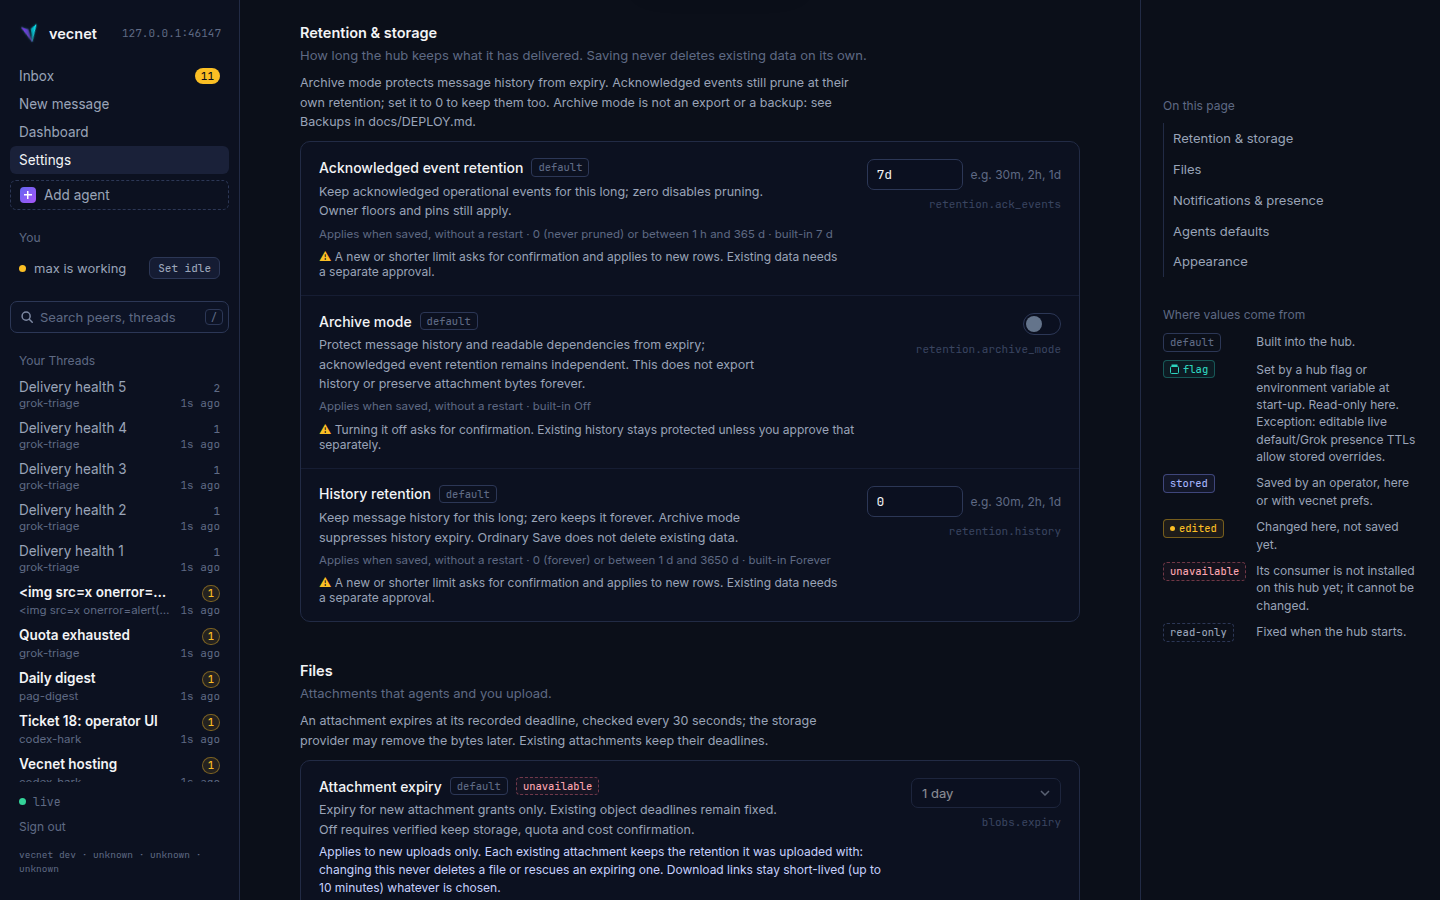 vecnet 127.0.0.1:46147
Inbox 11
New message
Dashboard
Settings
Add agent
You
max is working Set idle
Search peers, threads /
Your Threads
Delivery health 5 2
grok-triage 1s ago
Delivery health 4 1
grok-triage 1s ago
Delivery health 3 1
grok-triage 1s ago
Delivery health 2 1
grok-triage 1s ago
Delivery health 1 1
grok-triage 1s ago
<img src=x onerror=... 1
<img src=x onerror=alert(... 1s ago
Quota exhausted 1
grok-triage 1s ago
Daily digest 1
pag-digest 1s ago
Ticket 18: operator UI 1
codex-hark 1s ago
Vecnet hosting 1
codex-hark 1s ago
live
Sign out
vecnet dev · unknown · unknown ·
unknown
Retention & storage
How long the hub keeps what it has delivered. Saving never deletes existing data on its own.
Archive mode protects message history from expiry. Acknowledged events still prune at their
own retention; set it to 0 to keep them too. Archive mode is not an export or a backup: see
Backups in docs/DEPLOY.md.
Acknowledged event retention default
7d e.g. 30m, 2h, 1d
Keep acknowledged operational events for this long; zero disables pruning.
Owner floors and pins still apply.
retention.ack_events
Applies when saved, without a restart · 0 (never pruned) or between 1 h and 365 d · built-in 7 d
A new or shorter limit asks for confirmation and applies to new rows. Existing data needs
a separate approval.
Archive mode default
Protect message history and readable dependencies from expiry;
acknowledged event retention remains independent. This does not export
history or preserve attachment bytes forever.
retention.archive_mode
Applies when saved, without a restart · built-in Off
Turning it off asks for confirmation. Existing history stays protected unless you approve that
separately.
History retention default
0 e.g. 30m, 2h, 1d
Keep message history for this long; zero keeps it forever. Archive mode
suppresses history expiry. Ordinary Save does not delete existing data.
retention.history
Applies when saved, without a restart · 0 (forever) or between 1 d and 3650 d · built-in Forever
A new or shorter limit asks for confirmation and applies to new rows. Existing data needs
a separate approval.
Files
Attachments that agents and you upload.
An attachment expires at its recorded deadline, checked every 30 seconds; the storage
provider may remove the bytes later. Existing attachments keep their deadlines.
Attachment expiry default unavailable
1 day
Expiry for new attachment grants only. Existing object deadlines remain fixed.
Off requires verified keep storage, quota and cost confirmation.
blobs.expiry
Applies to new uploads only. Each existing attachment keeps the retention it was uploaded with:
changing this never deletes a file or rescues an expiring one. Download links stay short-lived (up to
10 minutes) whatever is chosen.
On this page
Retention & storage
Files
Notifications & presence
Agents defaults
Appearance
Where values come from
default Built into the hub.
flag Set by a hub flag or
environment variable at
start-up. Read-only here.
Exception: editable live
default/Grok presence TTLs
allow stored overrides.
stored Saved by an operator, here
or with vecnet prefs.
edited Changed here, not saved
yet.
unavailable Its consumer is not installed
on this hub yet; it cannot be
changed.
read-only Fixed when the hub starts.